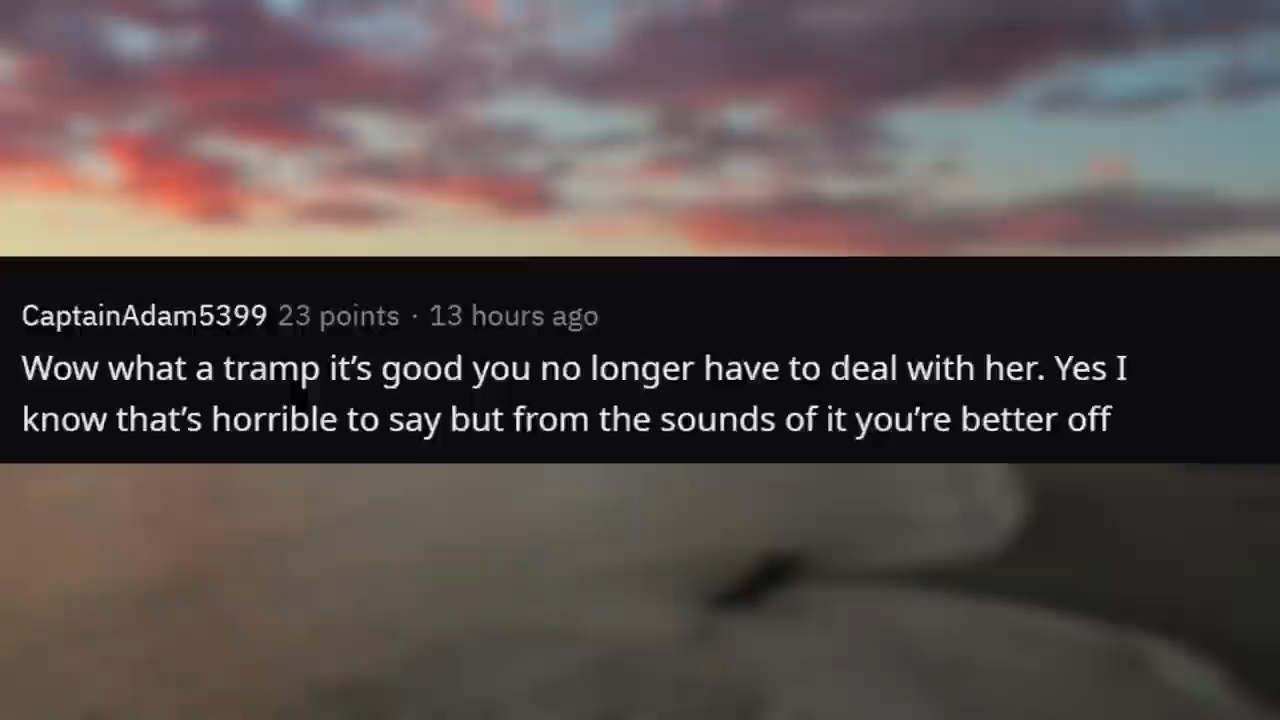 CaptainAdam5399 23 points · 13 hours ago
Wow what a tramp it’s good you no longer have to deal with her. Yes I
know that’s horrible to say but from the sounds of it you’re better off